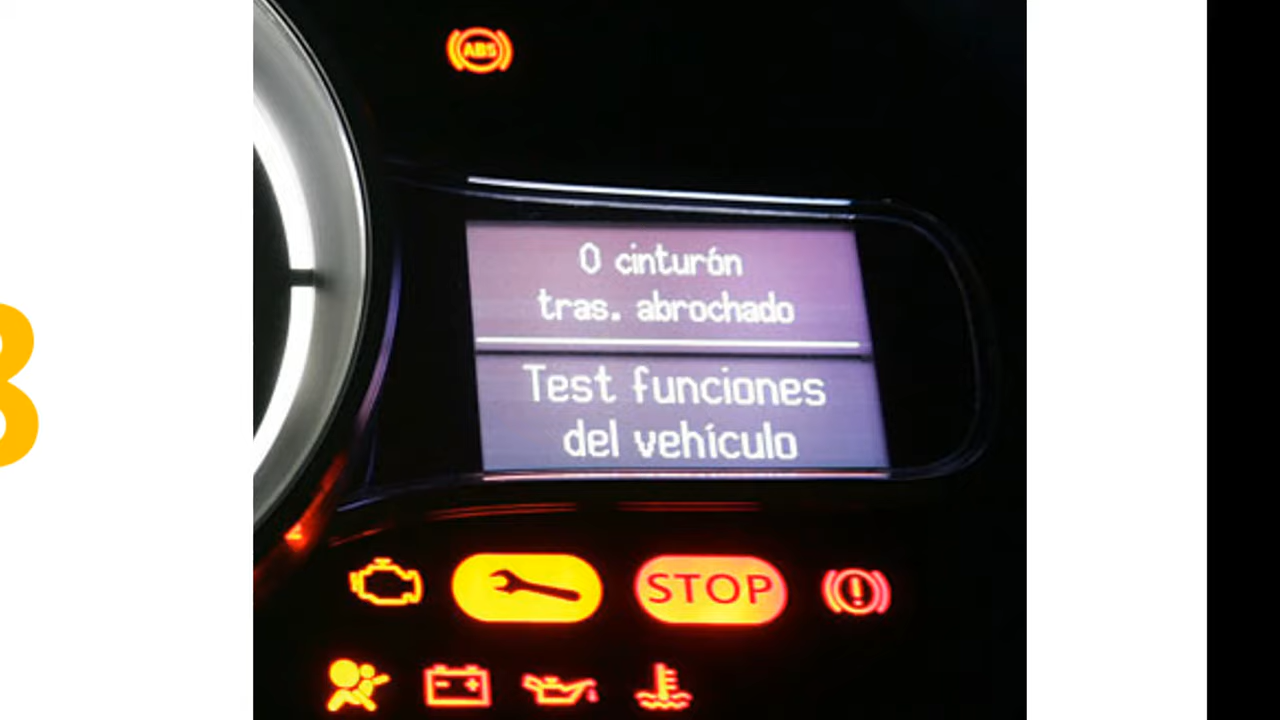 ABS
0 cinturón
tras. abrochado
Test funciones
del vehículo
STOP